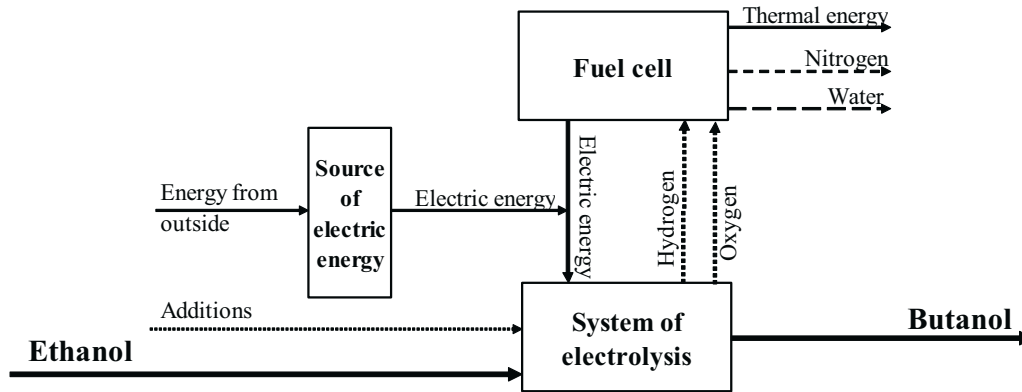 Thermal energy
Fuel cell
Nitrogen
Water
Source
of
electric
energy
Energy from
outside
Electric energy
Electric energy
Hydrogen
Oxygen
Additions
Ethanol
System of
electrolysis
Butanol